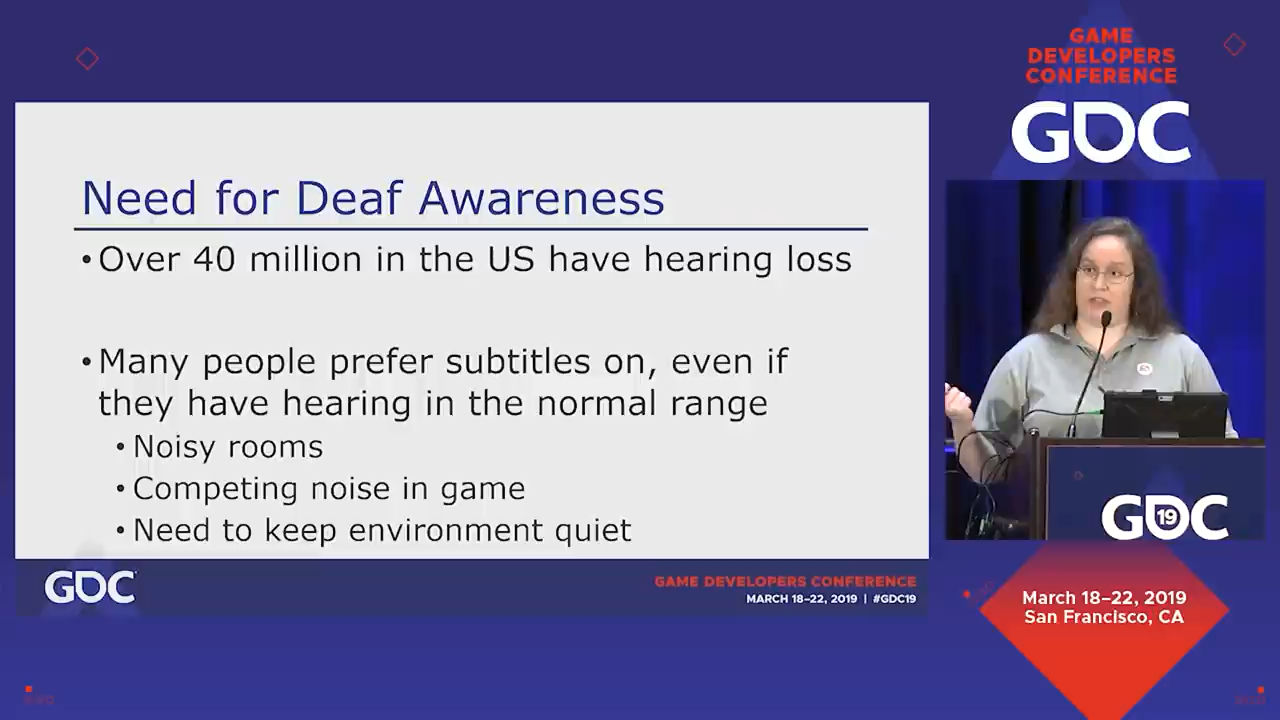 GAME
DEVELOPERS
CONFERENCE
GDC
Need for Deaf Awareness
•Over 40 million in the US have hearing loss
•Many people prefer subtitles on, even if
they have hearing in the normal range
•Noisy rooms
•Competing noise in game
•Need to keep environment quiet
GDC
GAME DEVELOPERS CONFERENCE
MARCH 18–22, 2019 | #GDC19
GDC
19
March 18–22, 2019
San Francisco, CA